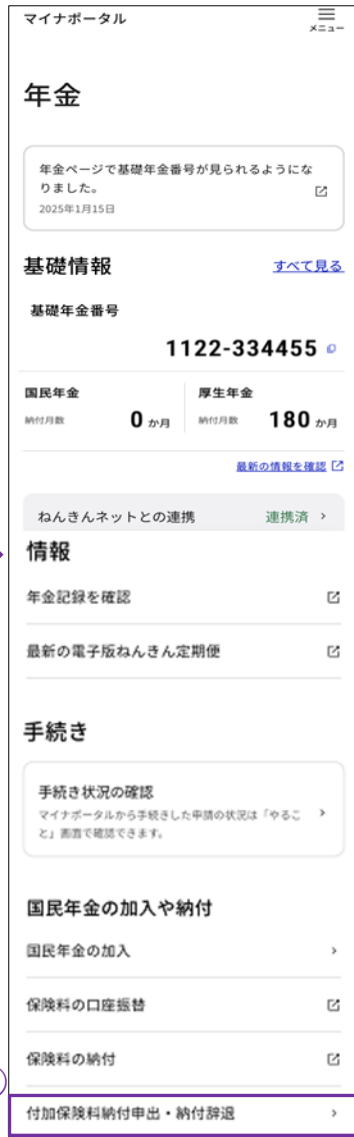 マイナポータル
メニュー
年金
年金ページで基礎年金番号が見られるようにな
りました。
2025年1月15日
基礎情報 すべて見る
基礎年金番号
1122-334455
国民年金 厚生年金
納付月数 0 か月 納付月数 180 か月
最新の情報を確認
ねんきんネットとの連携 連携済
情報
年金記録を確認
最新の電子版ねんきん定期便
手続き
手続き状況の確認
マイナポータルから手続きした申請の状況は「やるこ
と」画面で確認できます。
国民年金の加入や納付
国民年金の加入
保険料の口座振替
保険料の納付
付加保険料納付申出・納付辞退